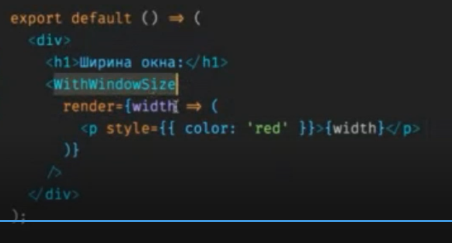 export default () => (
<div>
<h1>Ширина окна:</h1>
<WithWindowSize
render={width => (
<p style={{ color: 'red' }}>{width}</p>
)}
/>
</div>
);